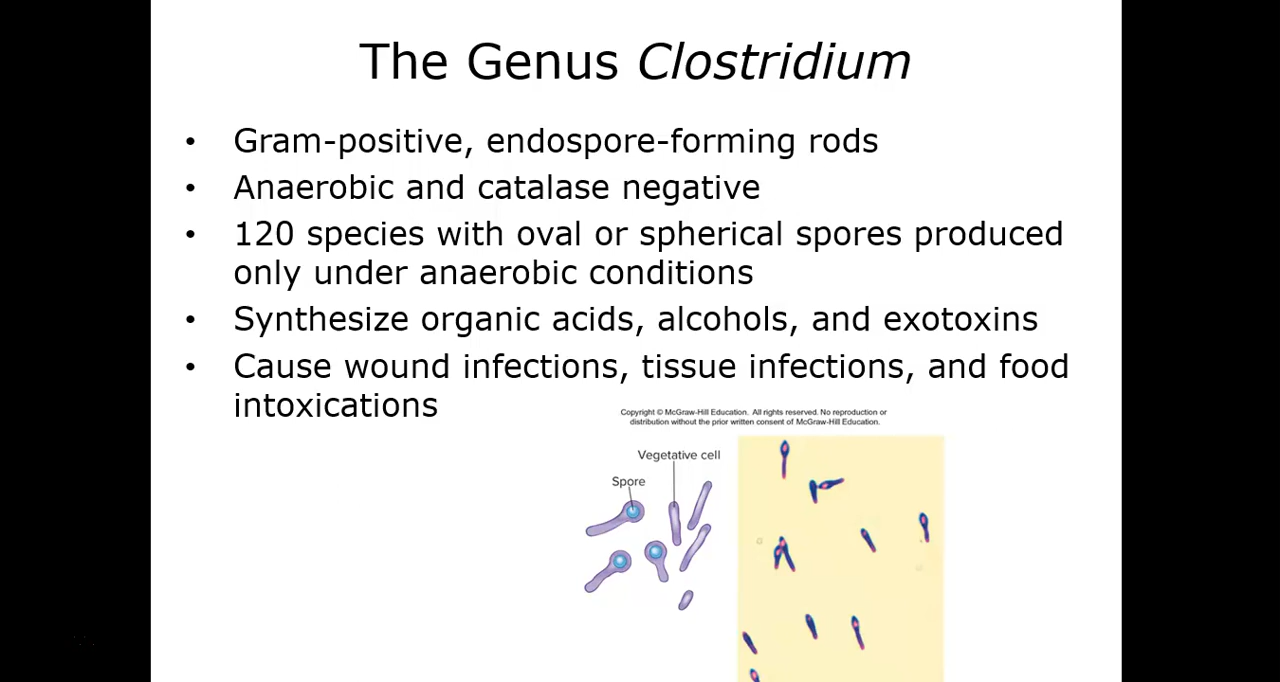 The Genus Clostridium
• Gram-positive, endospore-forming rods
• Anaerobic and catalase negative
• 120 species with oval or spherical spores produced
only under anaerobic conditions
• Synthesize organic acids, alcohols, and exotoxins
• Cause wound infections, tissue infections, and food
intoxications
Copyright © McGraw-Hill Education. All rights reserved. No reproduction or
distribution without the prior written consent of McGraw-Hill Education.
Vegetative cell
Spore